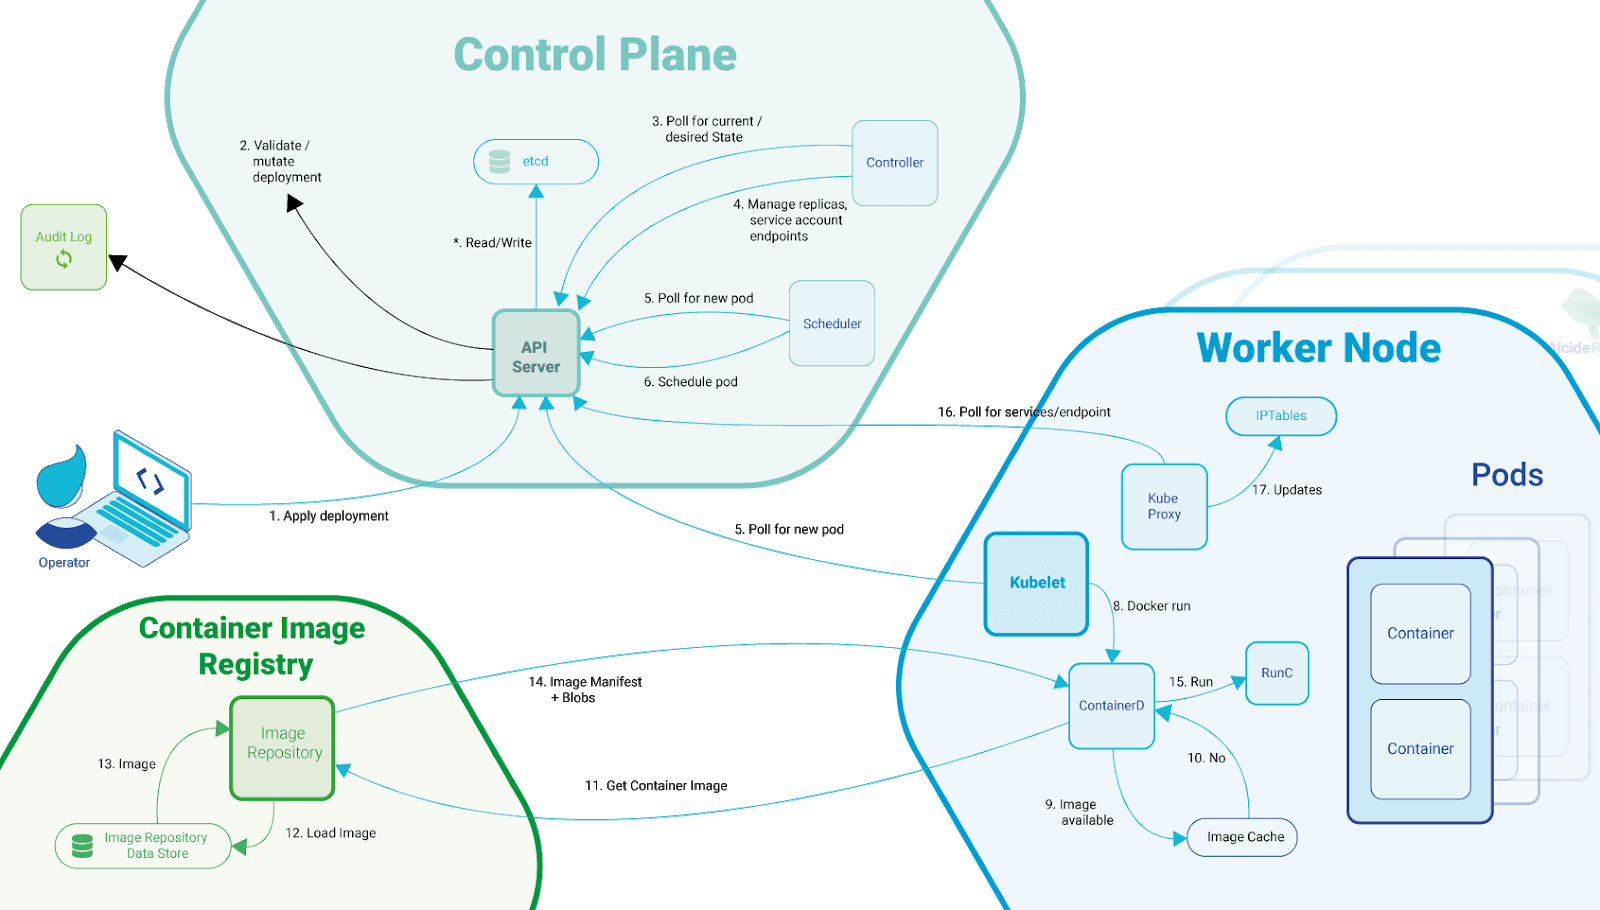 Control Plane
3. Poll for current /
desired State
2. Validate /
mutate
deployment
etcd
Controller
4. Manage replicas,
service account
endpoints
*. Read/Write
Audit Log
5. Poll for new pod
Scheduler
API
Server
6. Schedule pod
Worker Node
Alcide
16. Poll for services/endpoint
IPTables
Pods
17. Updates
Kube
Proxy
1. Apply deployment
5. Poll for new pod
Operator
Kubelet
8. Docker run
Container
Container Image
Registry
14. Image Manifest
+ Blobs
15. Run
RunC
ContainerD
Image
Repository
Container
13. Image
10. No
11. Get Container Image
9. Image
available
12. Load Image
Image Repository
Data Store
Image Cache